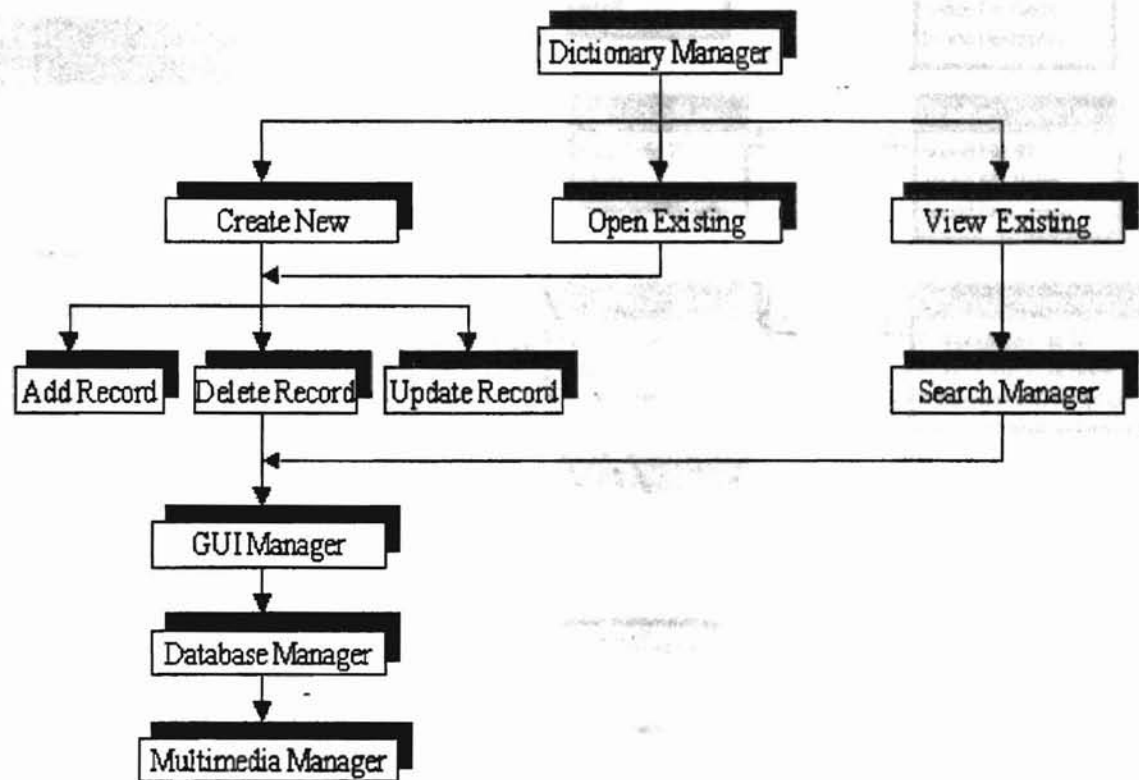 Dictionary Manager
Create New
Open Existing
View Existing
Add Record
Delete Record
Update Record
Search Manager
GUI Manager
Database Manager
Multimedia Manager